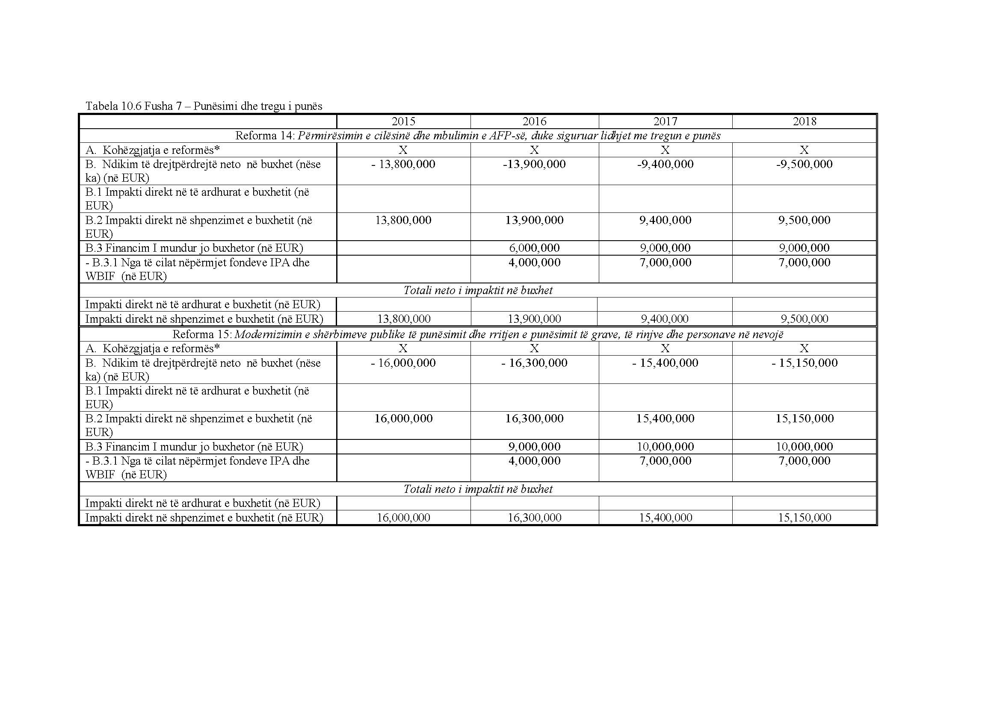 Tabela 10.6 Fusha 7 – Punësimi dhe tregu i punës
2015 2016 2017 2018
Reforma 14: Përmirësimin e cilësinë dhe mbulimin e AFP-së, duke siguruar lidhjet me tregun e punës
A. Kohëzgjatja e reformës* X X X X
B. Ndikim të drejtpërdrejtë neto në buxhet (nëse - 13,800,000 -13,900,000 -9,400,000 -9,500,000
ka) (në EUR)
B.1 Impakti direkt në të ardhurat e buxhetit (në
EUR)
B.2 Impakti direkt në shpenzimet e buxhetit (në 13,800,000 13,900,000 9,400,000 9,500,000
EUR)
B.3 Financim I mundur jo buxhetor (në EUR) 6,000,000 9,000,000 9,000,000
- B.3.1 Nga të cilat nëpërmjet fondeve IPA dhe 4,000,000 7,000,000 7,000,000
WBIF (në EUR)
Totali neto i impaktit në buxhet
Impakti direkt në të ardhurat e buxhetit (në EUR)
Impakti direkt në shpenzimet e buxhetit (në EUR) 13,800,000 13,900,000 9,400,000 9,500,000
Reforma 15: Modernizimin e shërbimeve publike të punësimit dhe rritjen e punësimit të grave, të rinjve dhe personave në nevojë
A. Kohëzgjatja e reformës* X X X X
B. Ndikim të drejtpërdrejtë neto në buxhet (nëse - 16,000,000 - 16,300,000 - 15,400,000 - 15,150,000
ka) (në EUR)
B.1 Impakti direkt në të ardhurat e buxhetit (në
EUR)
B.2 Impakti direkt në shpenzimet e buxhetit (në 16,000,000 16,300,000 15,400,000 15,150,000
EUR)
B.3 Financim I mundur jo buxhetor (në EUR) 9,000,000 10,000,000 10,000,000
- B.3.1 Nga të cilat nëpërmjet fondeve IPA dhe 4,000,000 7,000,000 7,000,000
WBIF (në EUR)
Totali neto i impaktit në buxhet
Impakti direkt në të ardhurat e buxhetit (në EUR)
Impakti direkt në shpenzimet e buxhetit (në EUR) 16,000,000 16,300,000 15,400,000 15,150,000